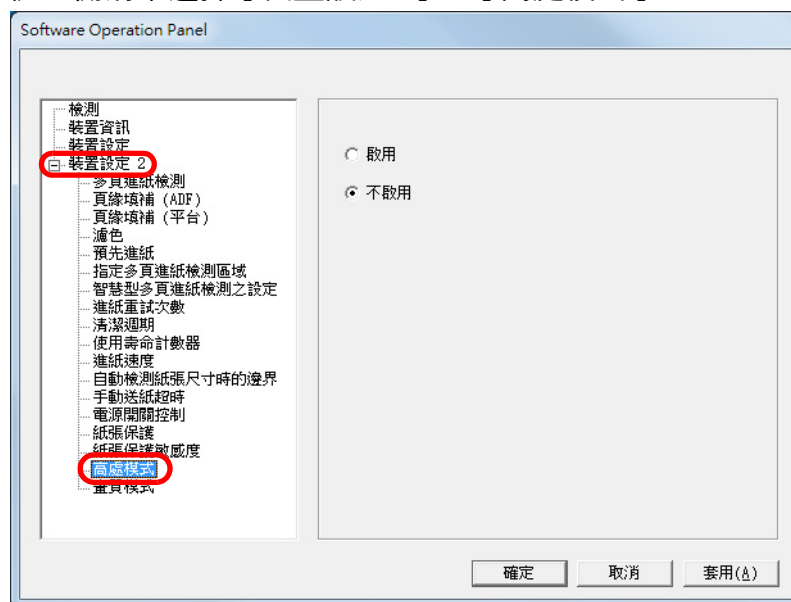 Software Operation Panel
檢測
裝置資訊
裝置設定
裝置設定 2
多頁進紙檢測
頁緣填補 (ADF)
頁緣填補 (平台)
濾色
預先進紙
指定多頁進紙檢測區域
智慧型多頁進紙檢測之設定
進紙重試次數
清潔週期
使用壽命計數器
進紙速度
自動檢測紙張尺寸時的邊界
手動送紙超時
電源開關控制
紙張保護
紙張保護敏感度
高處模式
畫質模式
啟用
不啟用
確定 取消 套用(A)